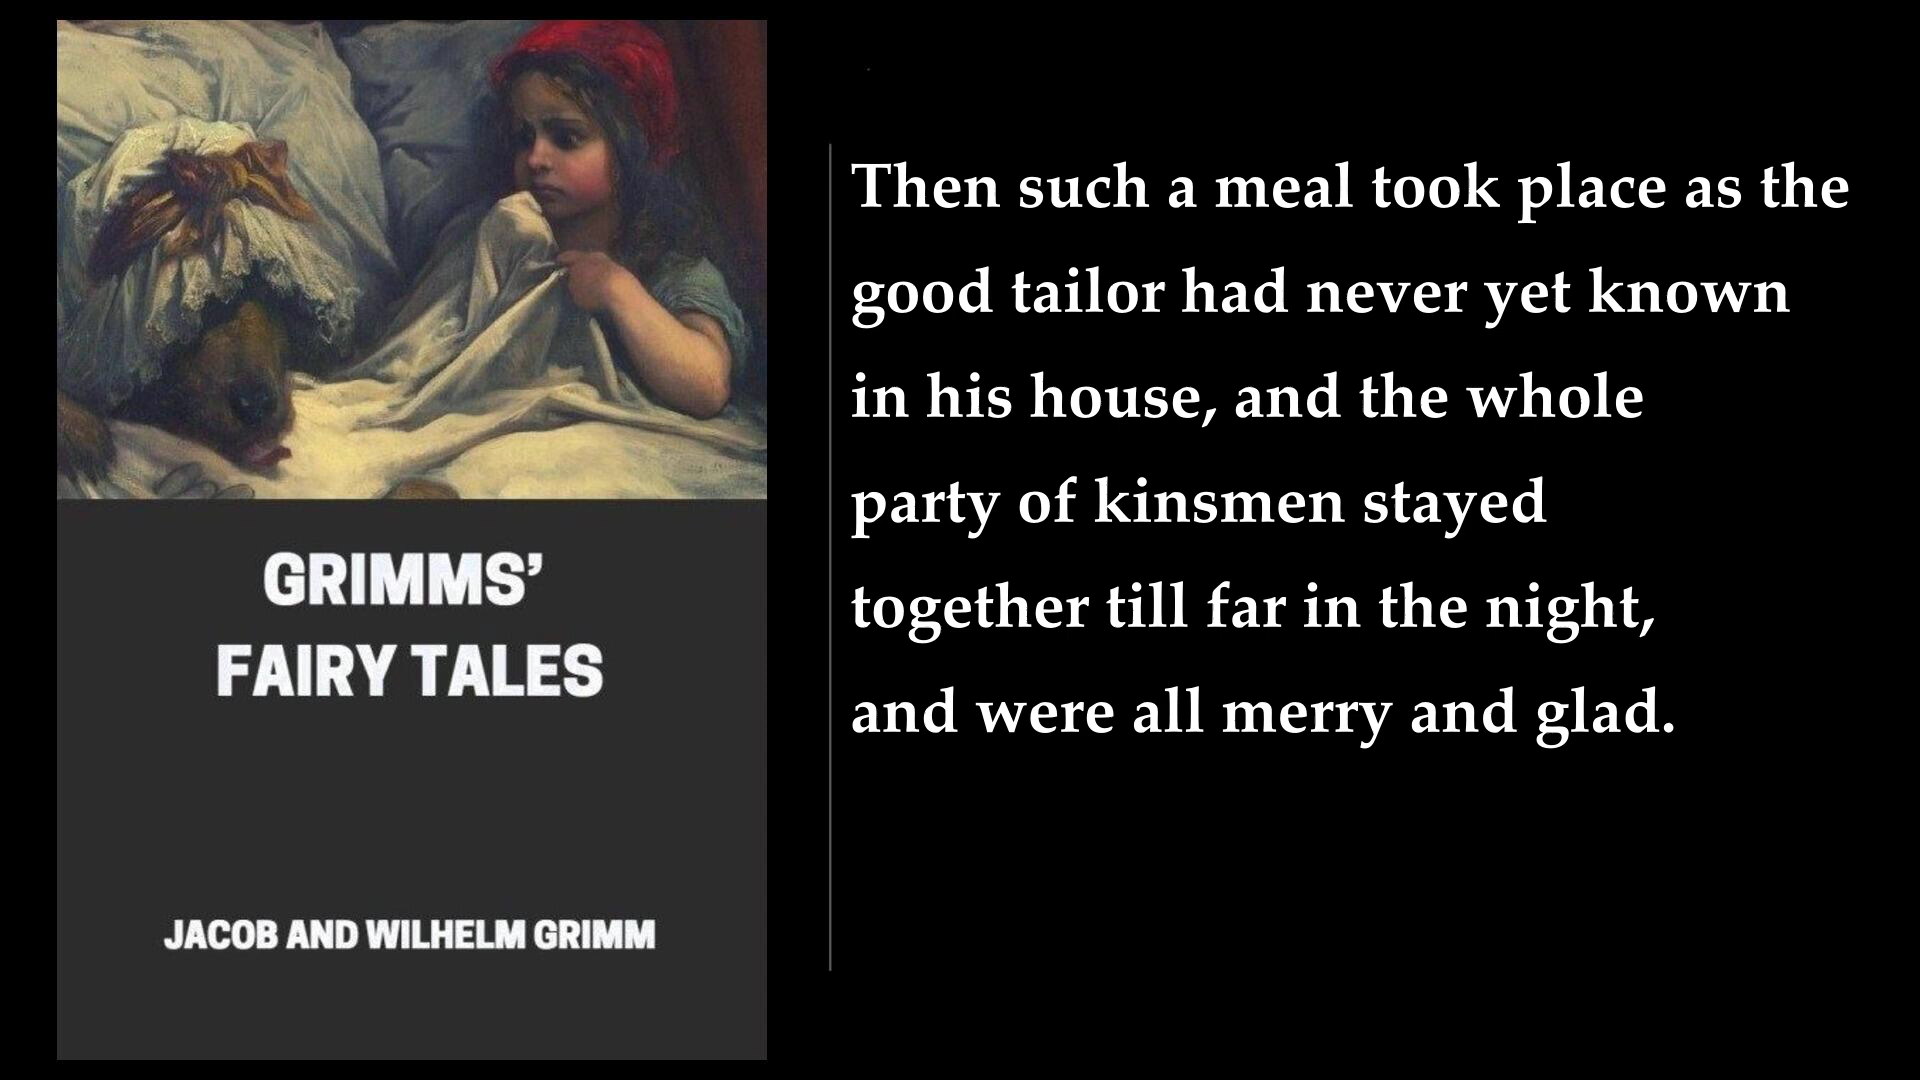 GRIMMS’
FAIRY TALES
JACOB AND WILHELM GRIMM
Then such a meal took place as the
good tailor had never yet known
in his house, and the whole
party of kinsmen stayed
together till far in the night,
and were all merry and glad.